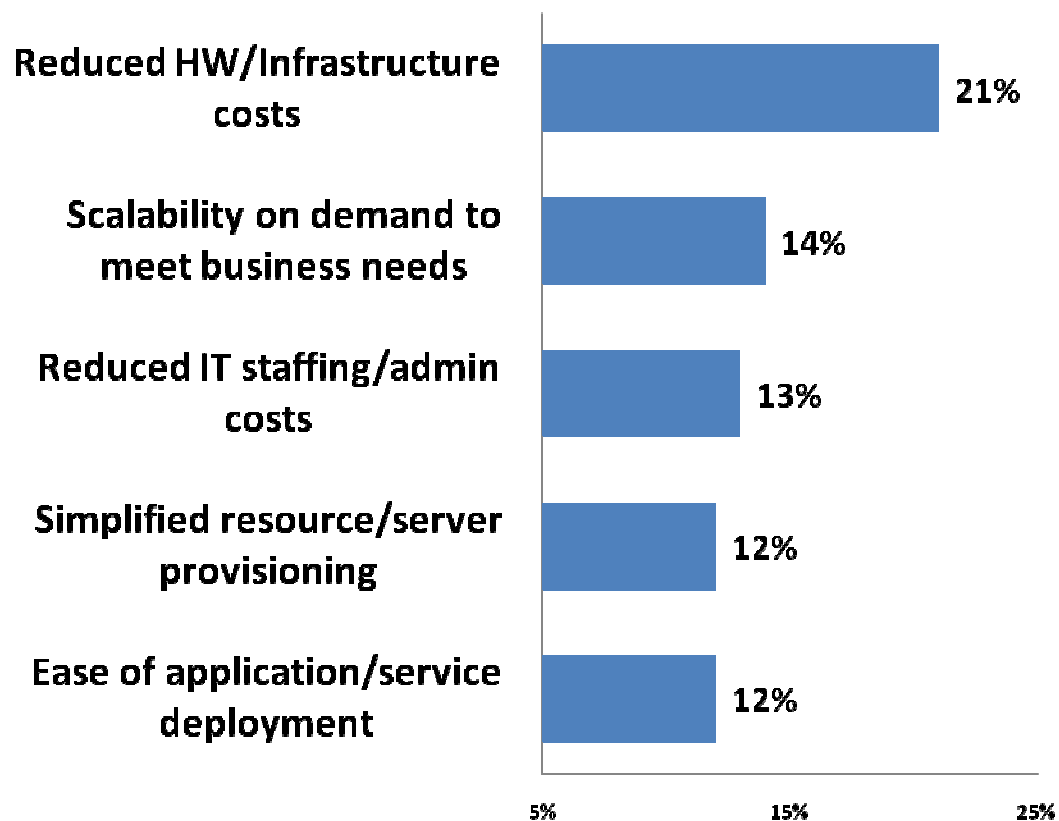 Reduced HW/Infrastructure
costs
21%
Scalability on demand to
meet business needs
14%
Reduced IT staffing/admin
costs
13%
Simplified resource/server
provisioning
12%
Ease of application/service
deployment
12%
5% 15% 25%